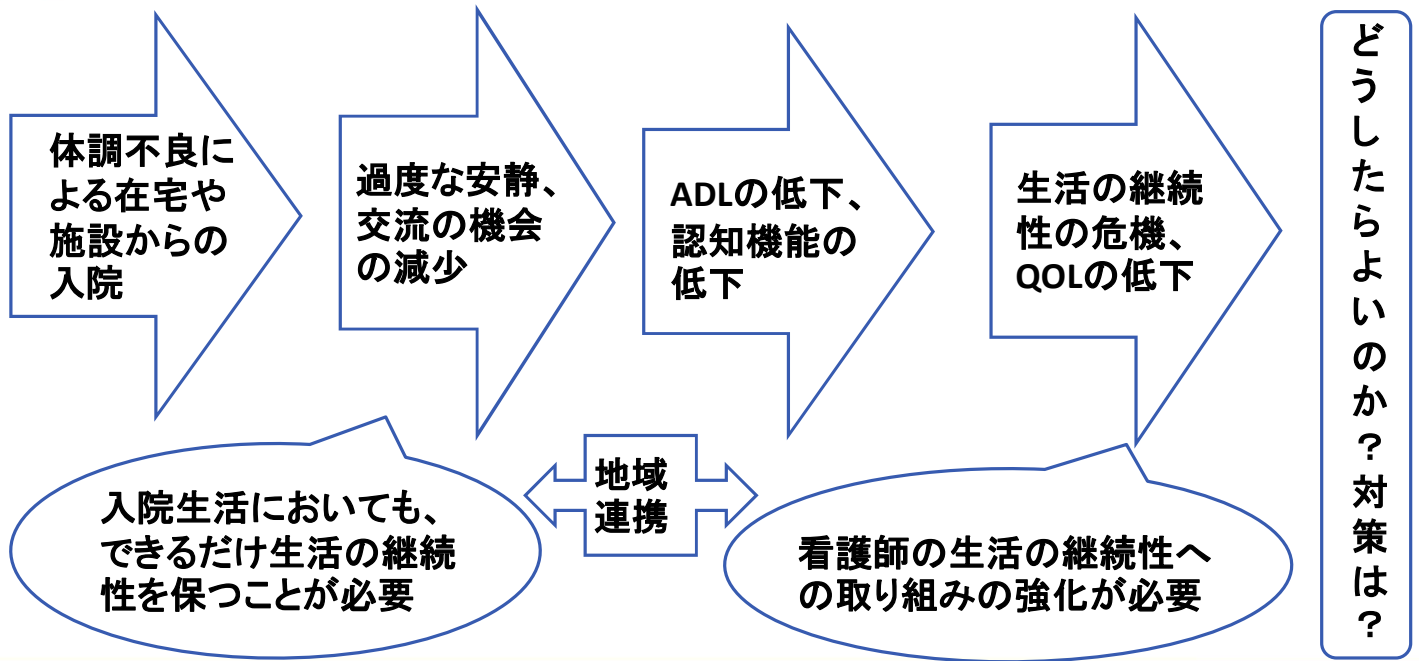 体調不良に
よる在宅や
施設からの
入院
過度な安静、
交流の機会
の減少
ADLの低下、
認知機能の
低下
生活の継続
性の危機、
QOLの低下
どうしたらよいのか?対策は?
入院生活においても、
できるだけ生活の継続
性を保つことが必要
地域
連携
看護師の生活の継続性へ
の取り組みの強化が必要